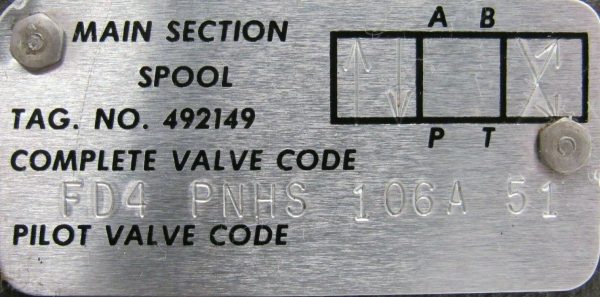 MAIN SECTION
SPOOL
A B
P T
TAG. NO. 492149
COMPLETE VALVE CODE
FD4 PNHS 106A 51
PILOT VALVE CODE